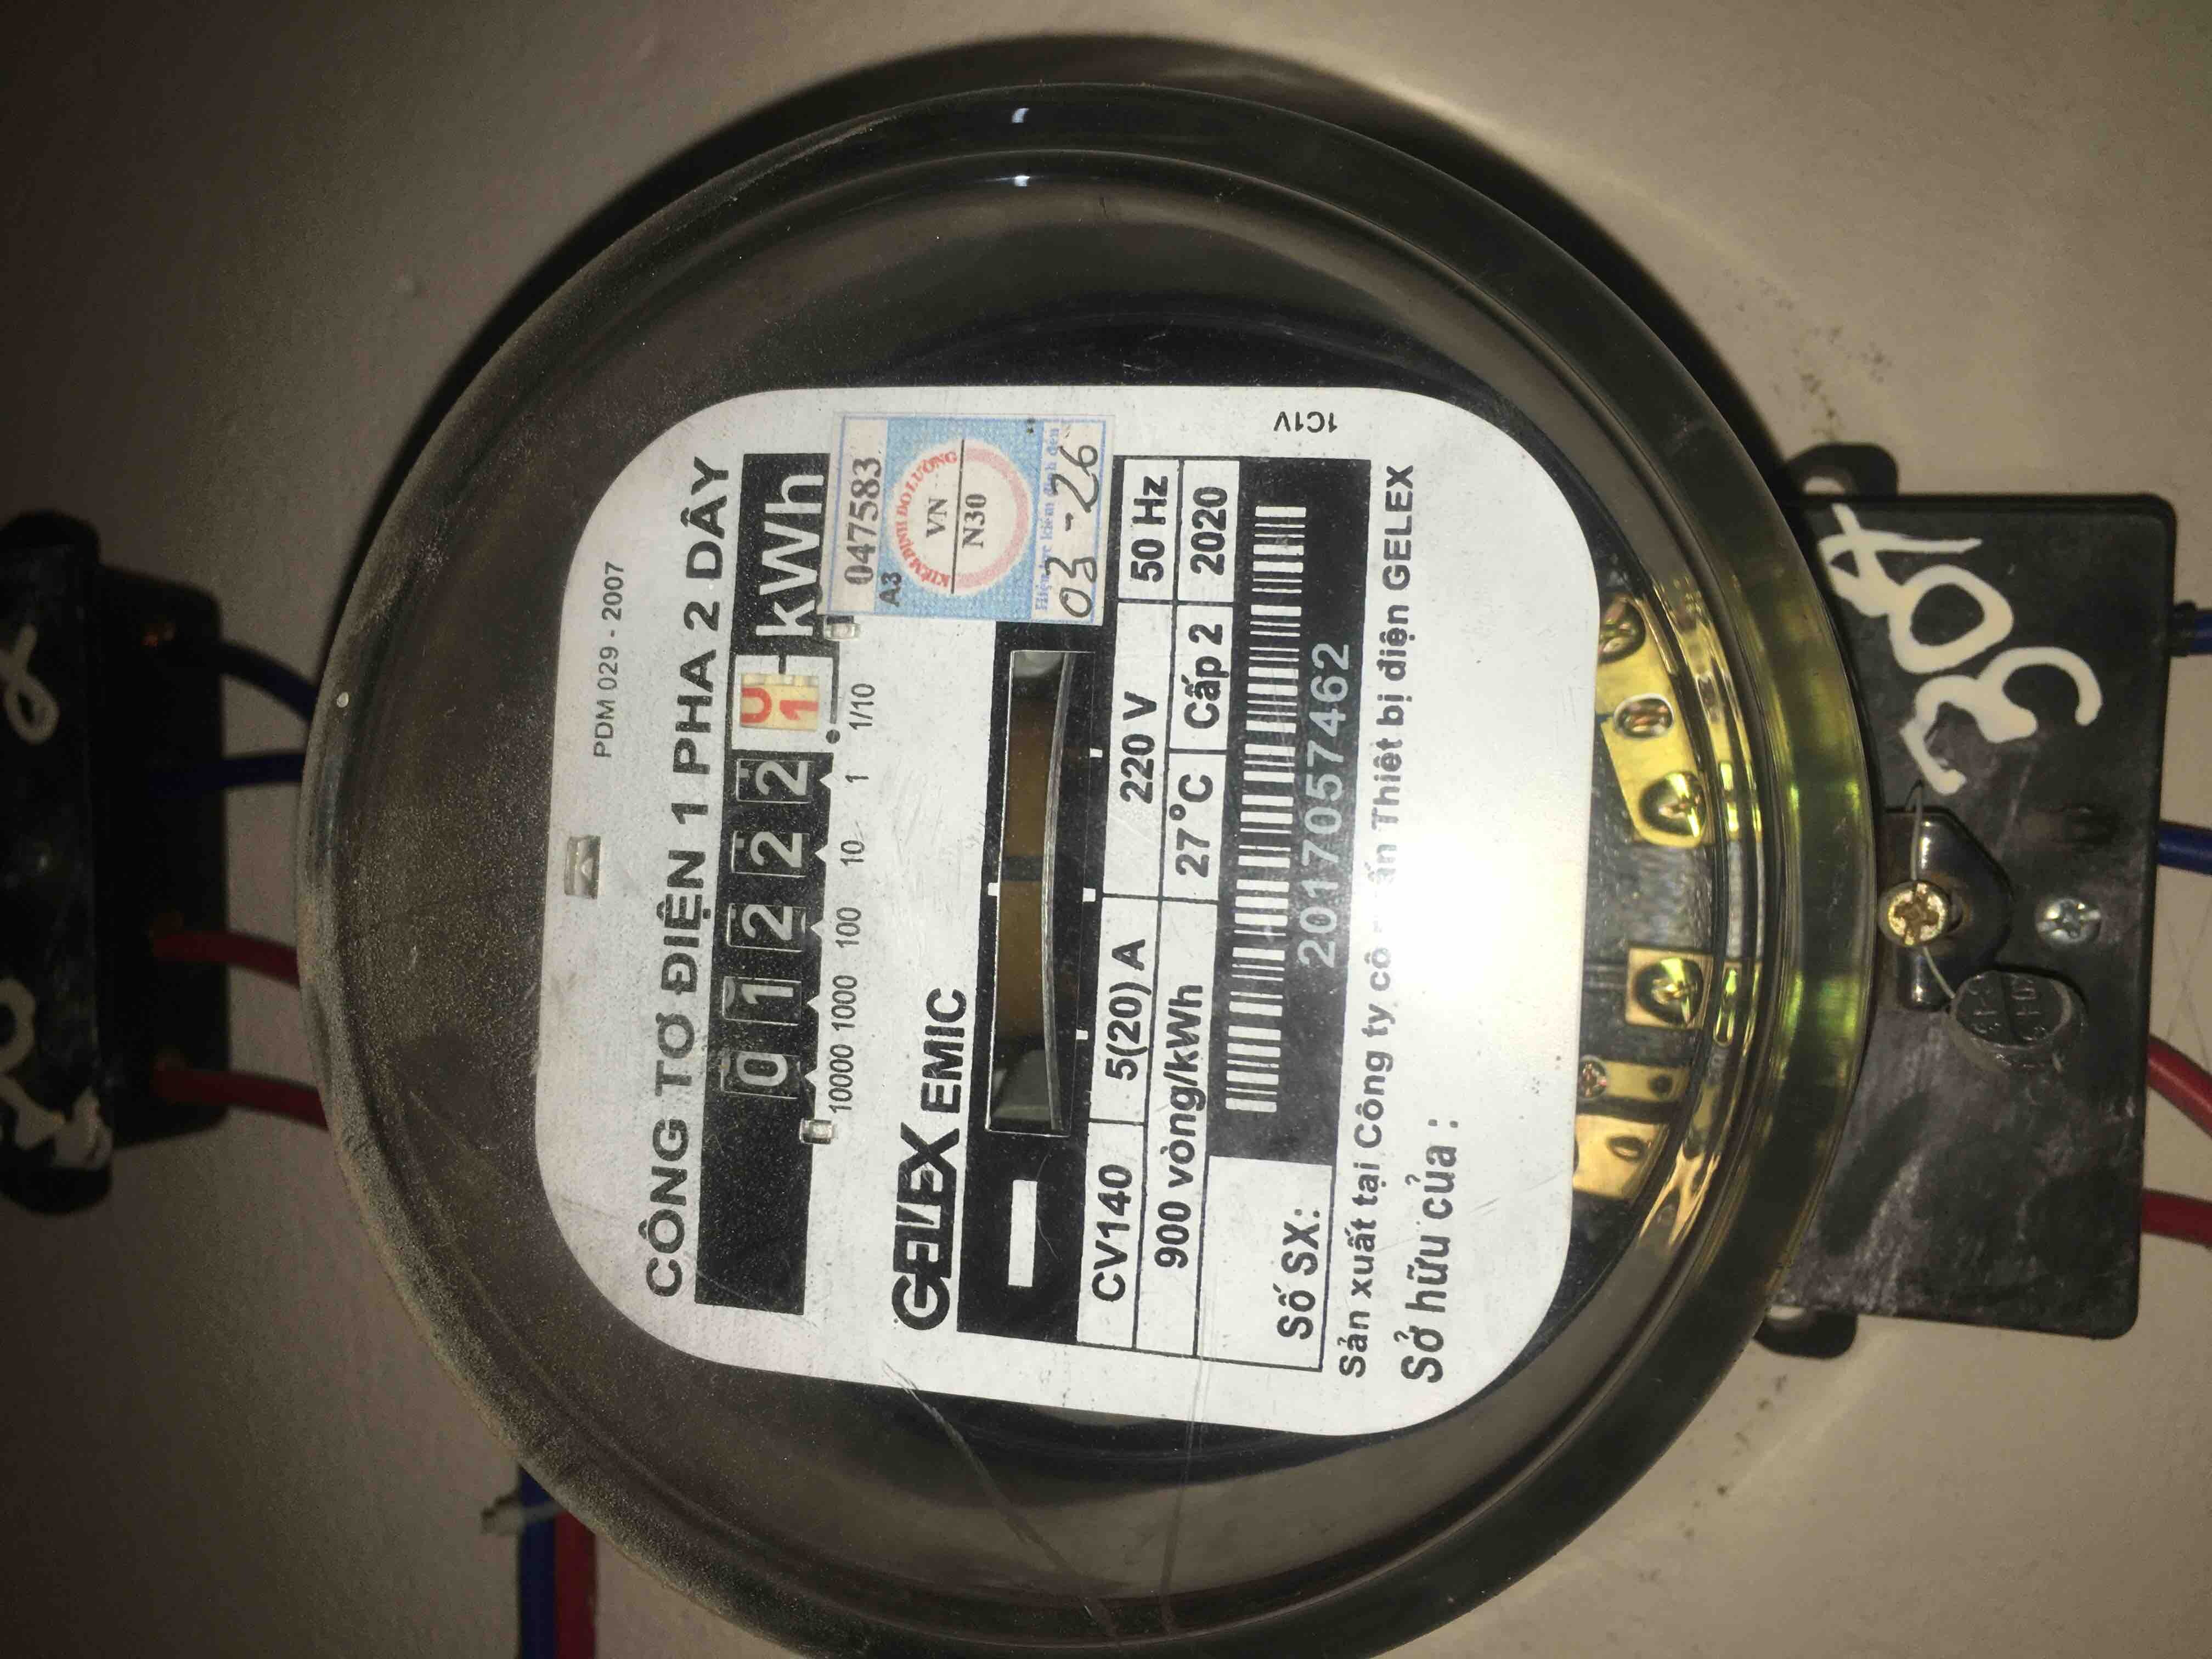 PDM 029 - 2007
CÔNG TƠ ĐIỆN 1 PHA 2 DÂY
0 1 2 2 2 1 kWh
10000 1000 100 10 1 1/10
047583
A3
KIỂM ĐỊNH ĐO LƯỜNG
VN
N30
03-26
GELEX EMIC
CV140 5(20) A 220 V 50 Hz
900 vòng/kWh 27°C Cấp 2 2020
Số SX:
2017057462
Sản xuất tại Công ty Thiết bị điện GELEX
Sở hữu của :
1C1V
304